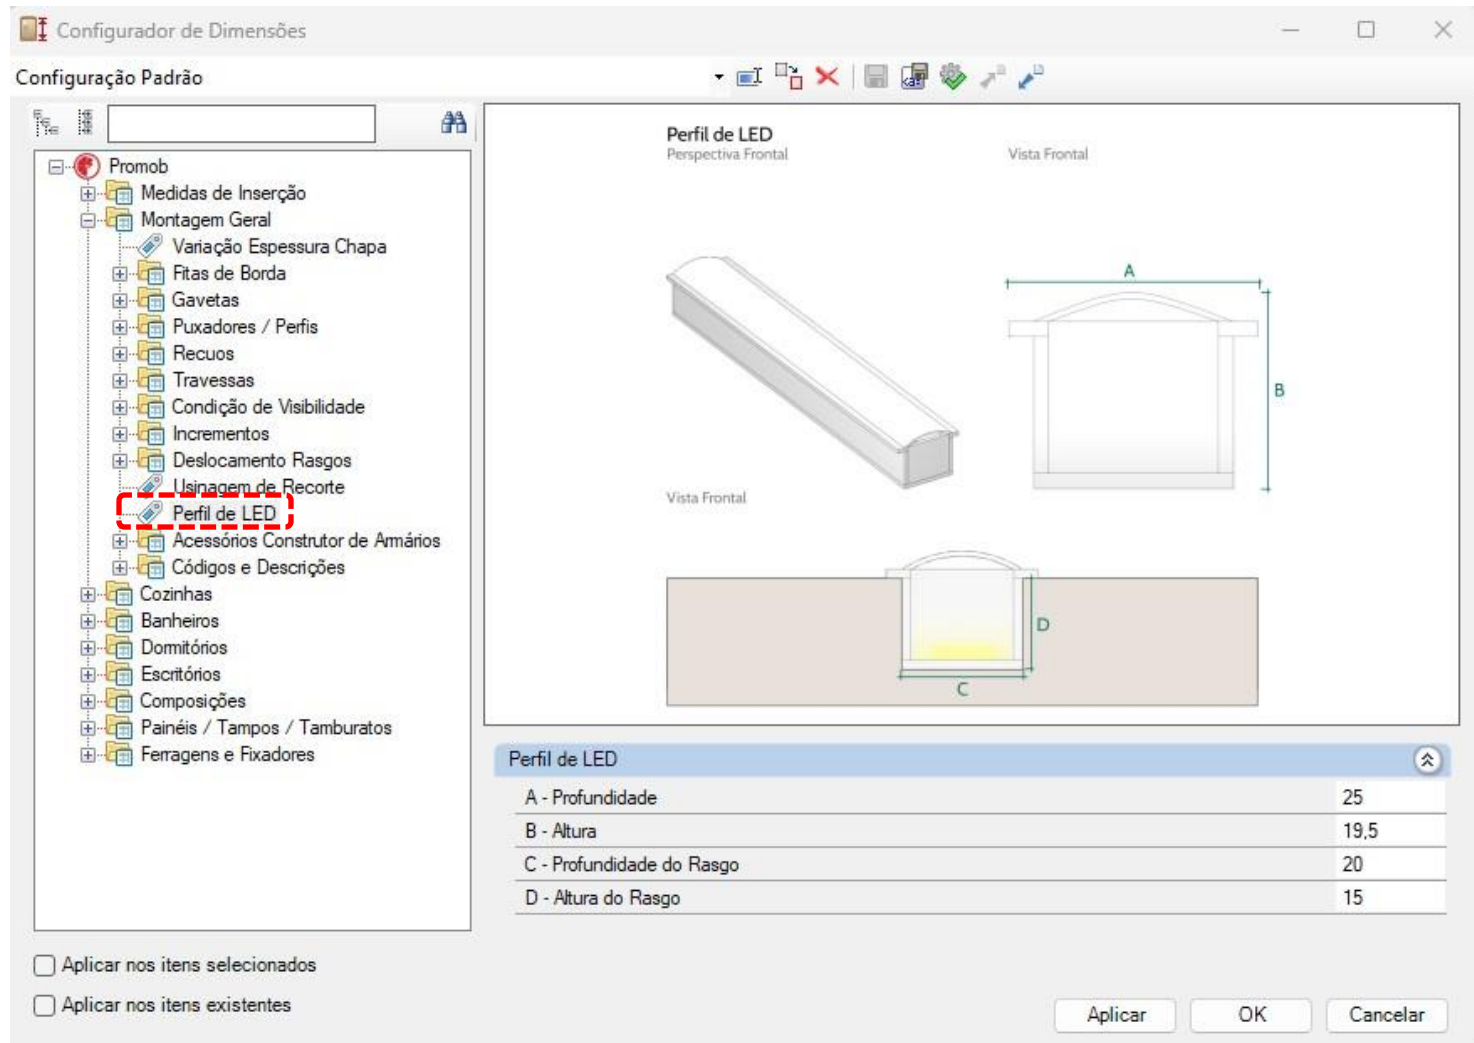 Configurador de Dimensões
Configuração Padrão
Promob
Medidas de Inserção
Montagem Geral
Variação Espessura Chapa
Fitas de Borda
Gavetas
Puxadores / Perfis
Recuos
Travessas
Condição de Visibilidade
Incrementos
Deslocamento Rasgos
Usinagem de Recorte
Perfil de LED
Acessórios Construtor de Armários
Códigos e Descrições
Cozinhas
Banheiros
Dormitórios
Escritórios
Composições
Painéis / Tampos / Tamburatos
Ferragens e Fixadores
Aplicar nos itens selecionados
Aplicar nos itens existentes
Perfil de LED
Perspectiva Frontal
Vista Frontal
A
B
Vista Frontal
D
C
Perfil de LED
A - Profundidade 25
B - Altura 19,5
C - Profundidade do Rasgo 20
D - Altura do Rasgo 15
Aplicar OK Cancelar